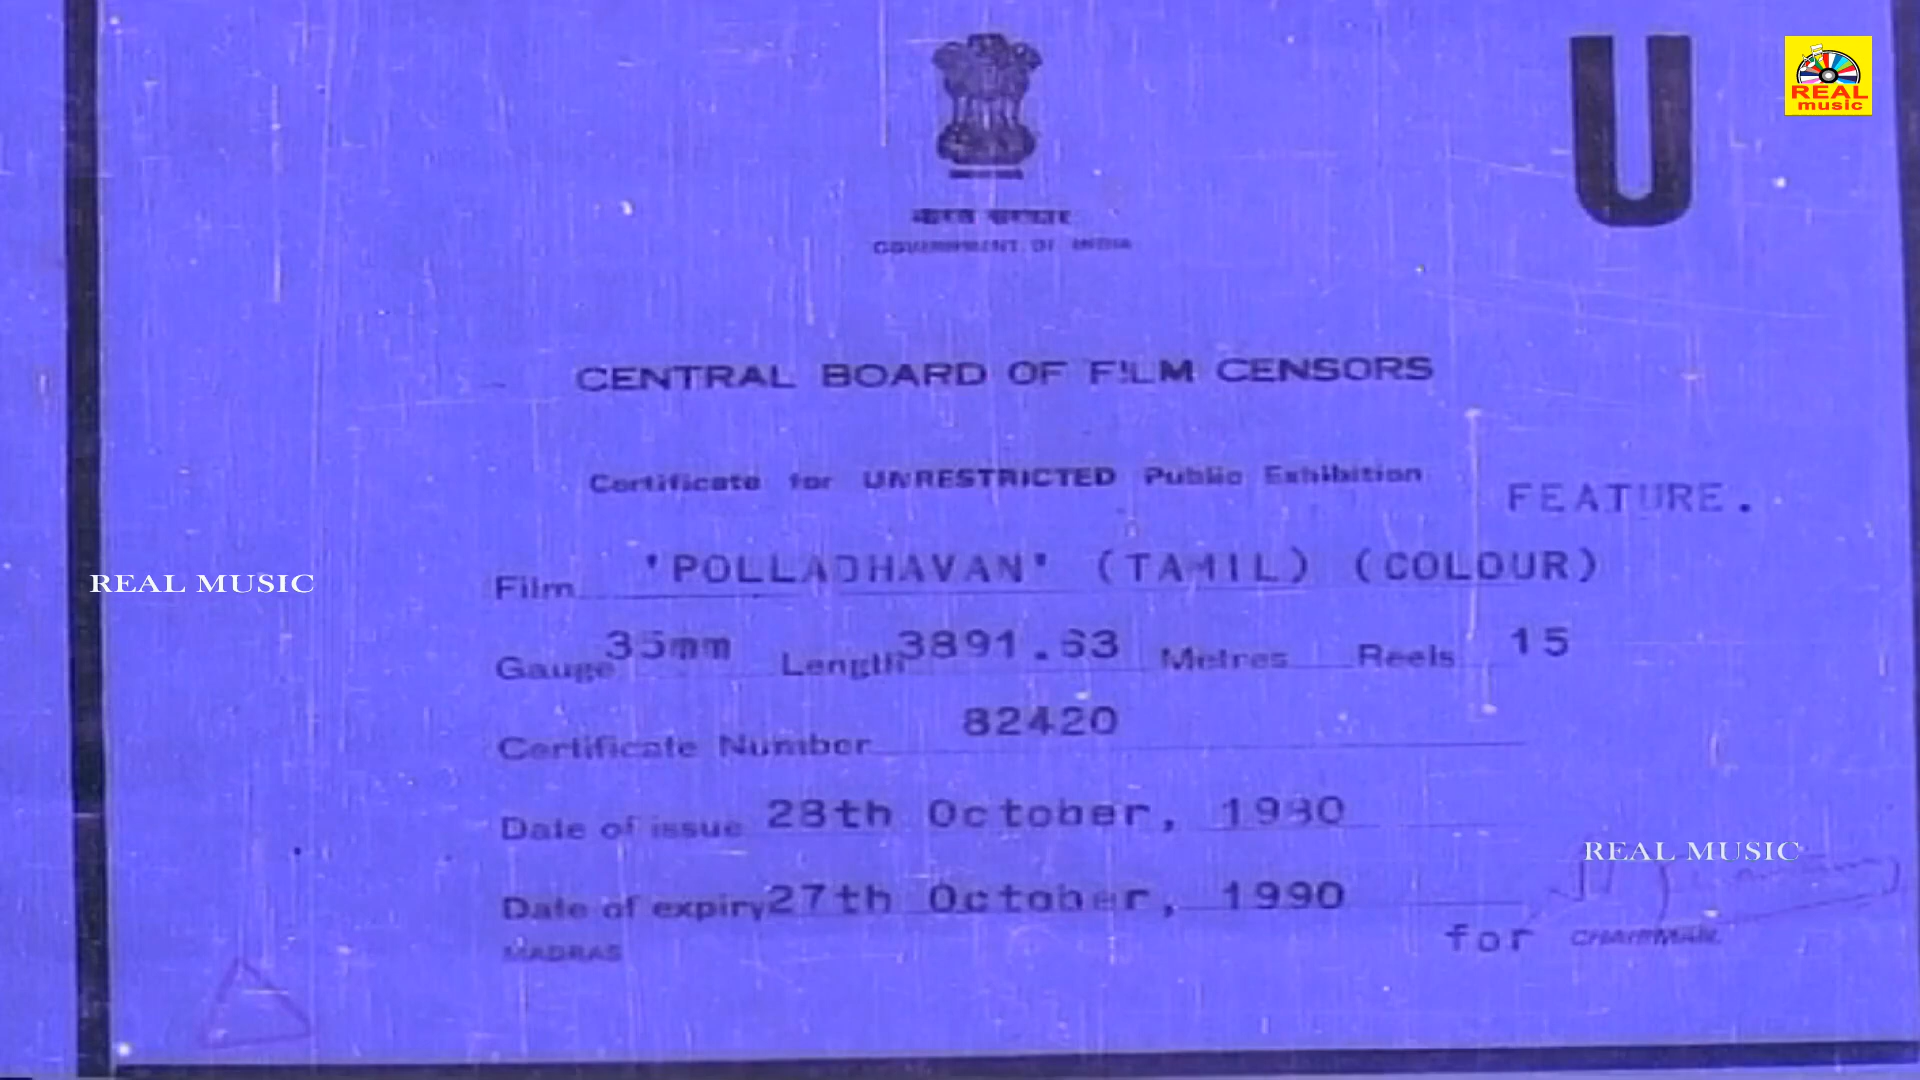 U
REAL
music
भारत सरकार
GOVERNMENT OF INDIA
CENTRAL BOARD OF FILM CENSORS
Certificate for UNRESTRICTED Public Exhibition
FEATURE.
Film 'POLLADHAVAN' (TAMIL) (COLOUR)
REAL MUSIC
Gauge 35mm Length 3891.63 Metres Reels 15
Certificate Number 82420
Date of issue 28th October, 1980
REAL MUSIC
Date of expiry 27th October, 1990
for CHAIRMAN.
MADRAS